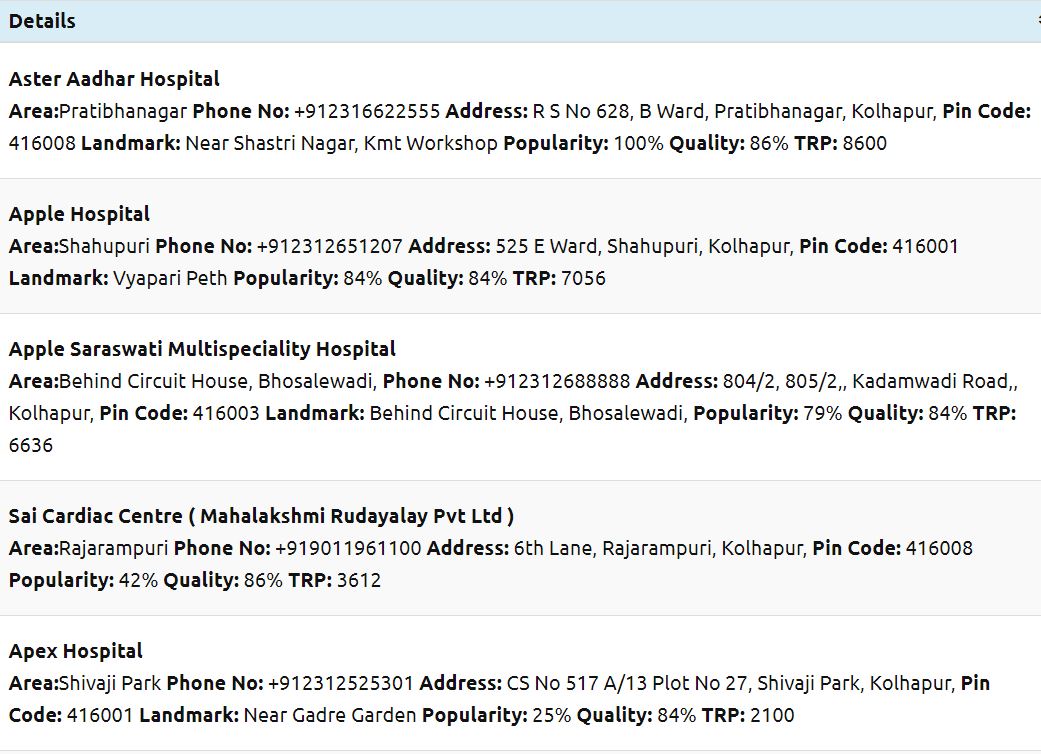 Details
Aster Aadhar Hospital
Area:Pratibhanagar Phone No: +912316622555 Address: R S No 628, B Ward, Pratibhanagar, Kolhapur, Pin Code:
416008 Landmark: Near Shastri Nagar, Kmt Workshop Popularity: 100% Quality: 86% TRP: 8600
Apple Hospital
Area:Shahupuri Phone No: +912312651207 Address: 525 E Ward, Shahupuri, Kolhapur, Pin Code: 416001
Landmark: Vyapari Peth Popularity: 84% Quality: 84% TRP: 7056
Apple Saraswati Multispeciality Hospital
Area:Behind Circuit House, Bhosalewadi, Phone No: +912312688888 Address: 804/2, 805/2,, Kadamwadi Road,,
Kolhapur, Pin Code: 416003 Landmark: Behind Circuit House, Bhosalewadi, Popularity: 79% Quality: 84% TRP:
6636
Sai Cardiac Centre ( Mahalakshmi Rudayalay Pvt Ltd )
Area:Rajarampuri Phone No: +919011961100 Address: 6th Lane, Rajarampuri, Kolhapur, Pin Code: 416008
Popularity: 42% Quality: 86% TRP: 3612
Apex Hospital
Area:Shivaji Park Phone No: +912312525301 Address: CS No 517 A/13 Plot No 27, Shivaji Park, Kolhapur, Pin
Code: 416001 Landmark: Near Gadre Garden Popularity: 25% Quality: 84% TRP: 2100